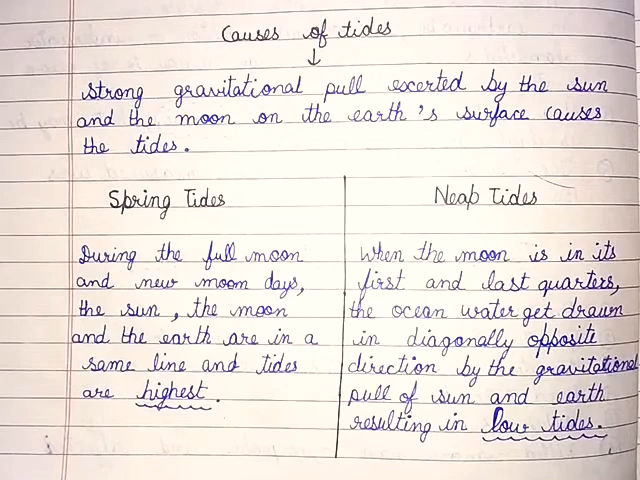 Causes of tides
↓
strong gravitational pull excerted by the sun
and the moon on the earth's surface causes
the tides.
Spring Tides
During the full moon
and new moon days,
the sun, the moon
and the earth are in a
same line and tides
are highest.
Neap Tides
When the moon is in its
first and last quarters,
the ocean water get drawn
in diagonally opposite
direction by the gravitational
pull of sun and earth
resulting in low tides.